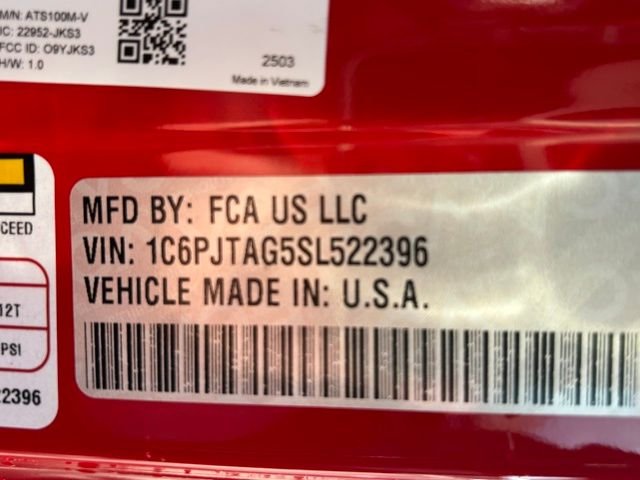 M/N: ATS100M-V
IC: 22952-JKS3
FCC ID: O9YJKS3
H/W: 1.0
2503
Made in Vietnam
CEED
12T
PSI
22396
MFD BY: FCA US LLC
VIN: 1C6PJTAG5SL522396
VEHICLE MADE IN: U.S.A.